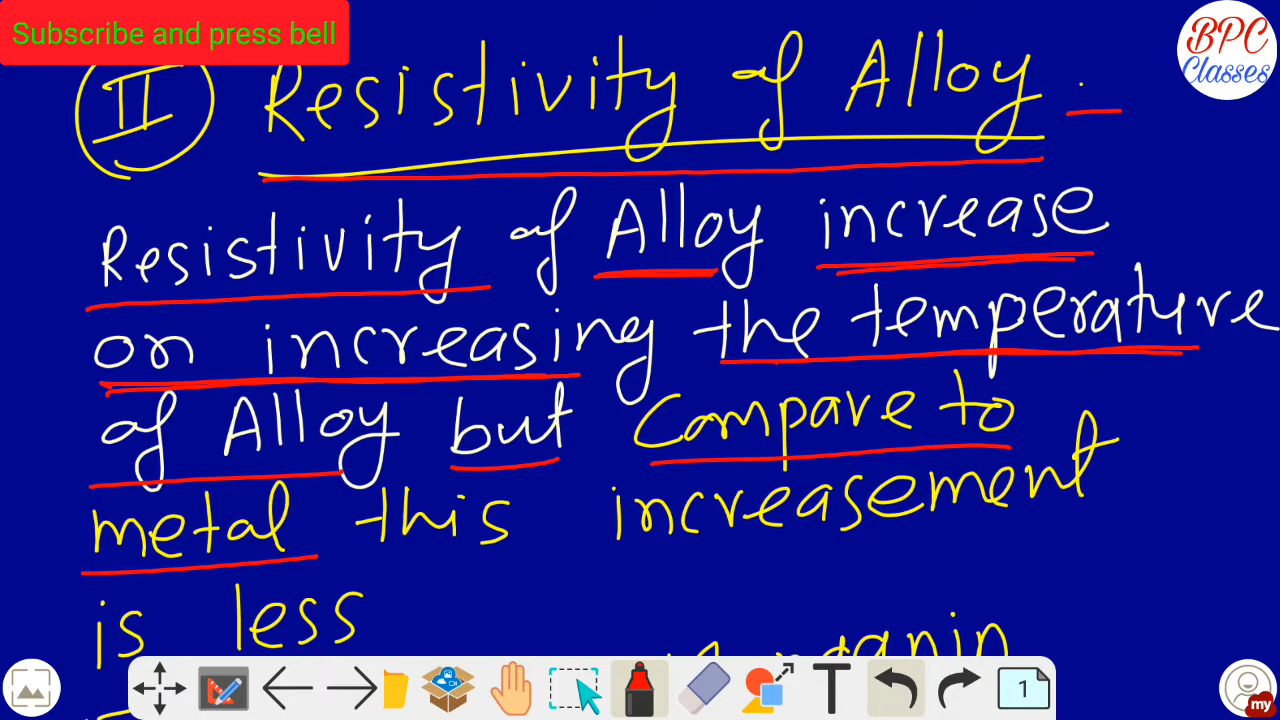 Subscribe and press bell
BPC
Classes
II Resistivity of Alloy .
Resistivity of Alloy increase
on increasing the temperature
of Alloy but Compare to
metal this increasement
is less
T
1
my